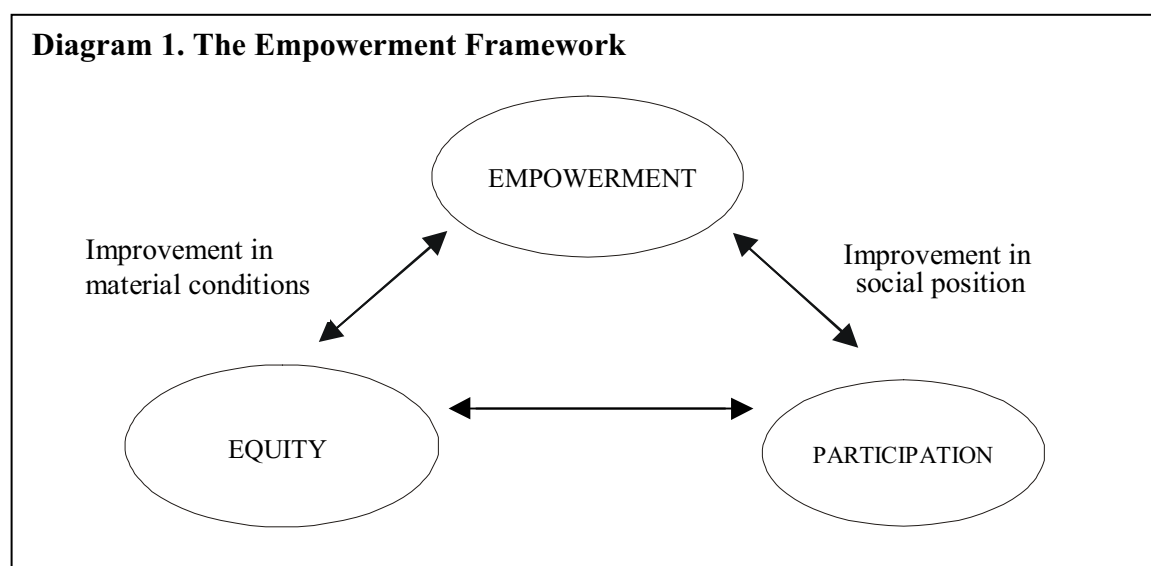 Diagram 1. The Empowerment Framework
EMPOWERMENT
Improvement in
material conditions
Improvement in
social position
EQUITY
PARTICIPATION